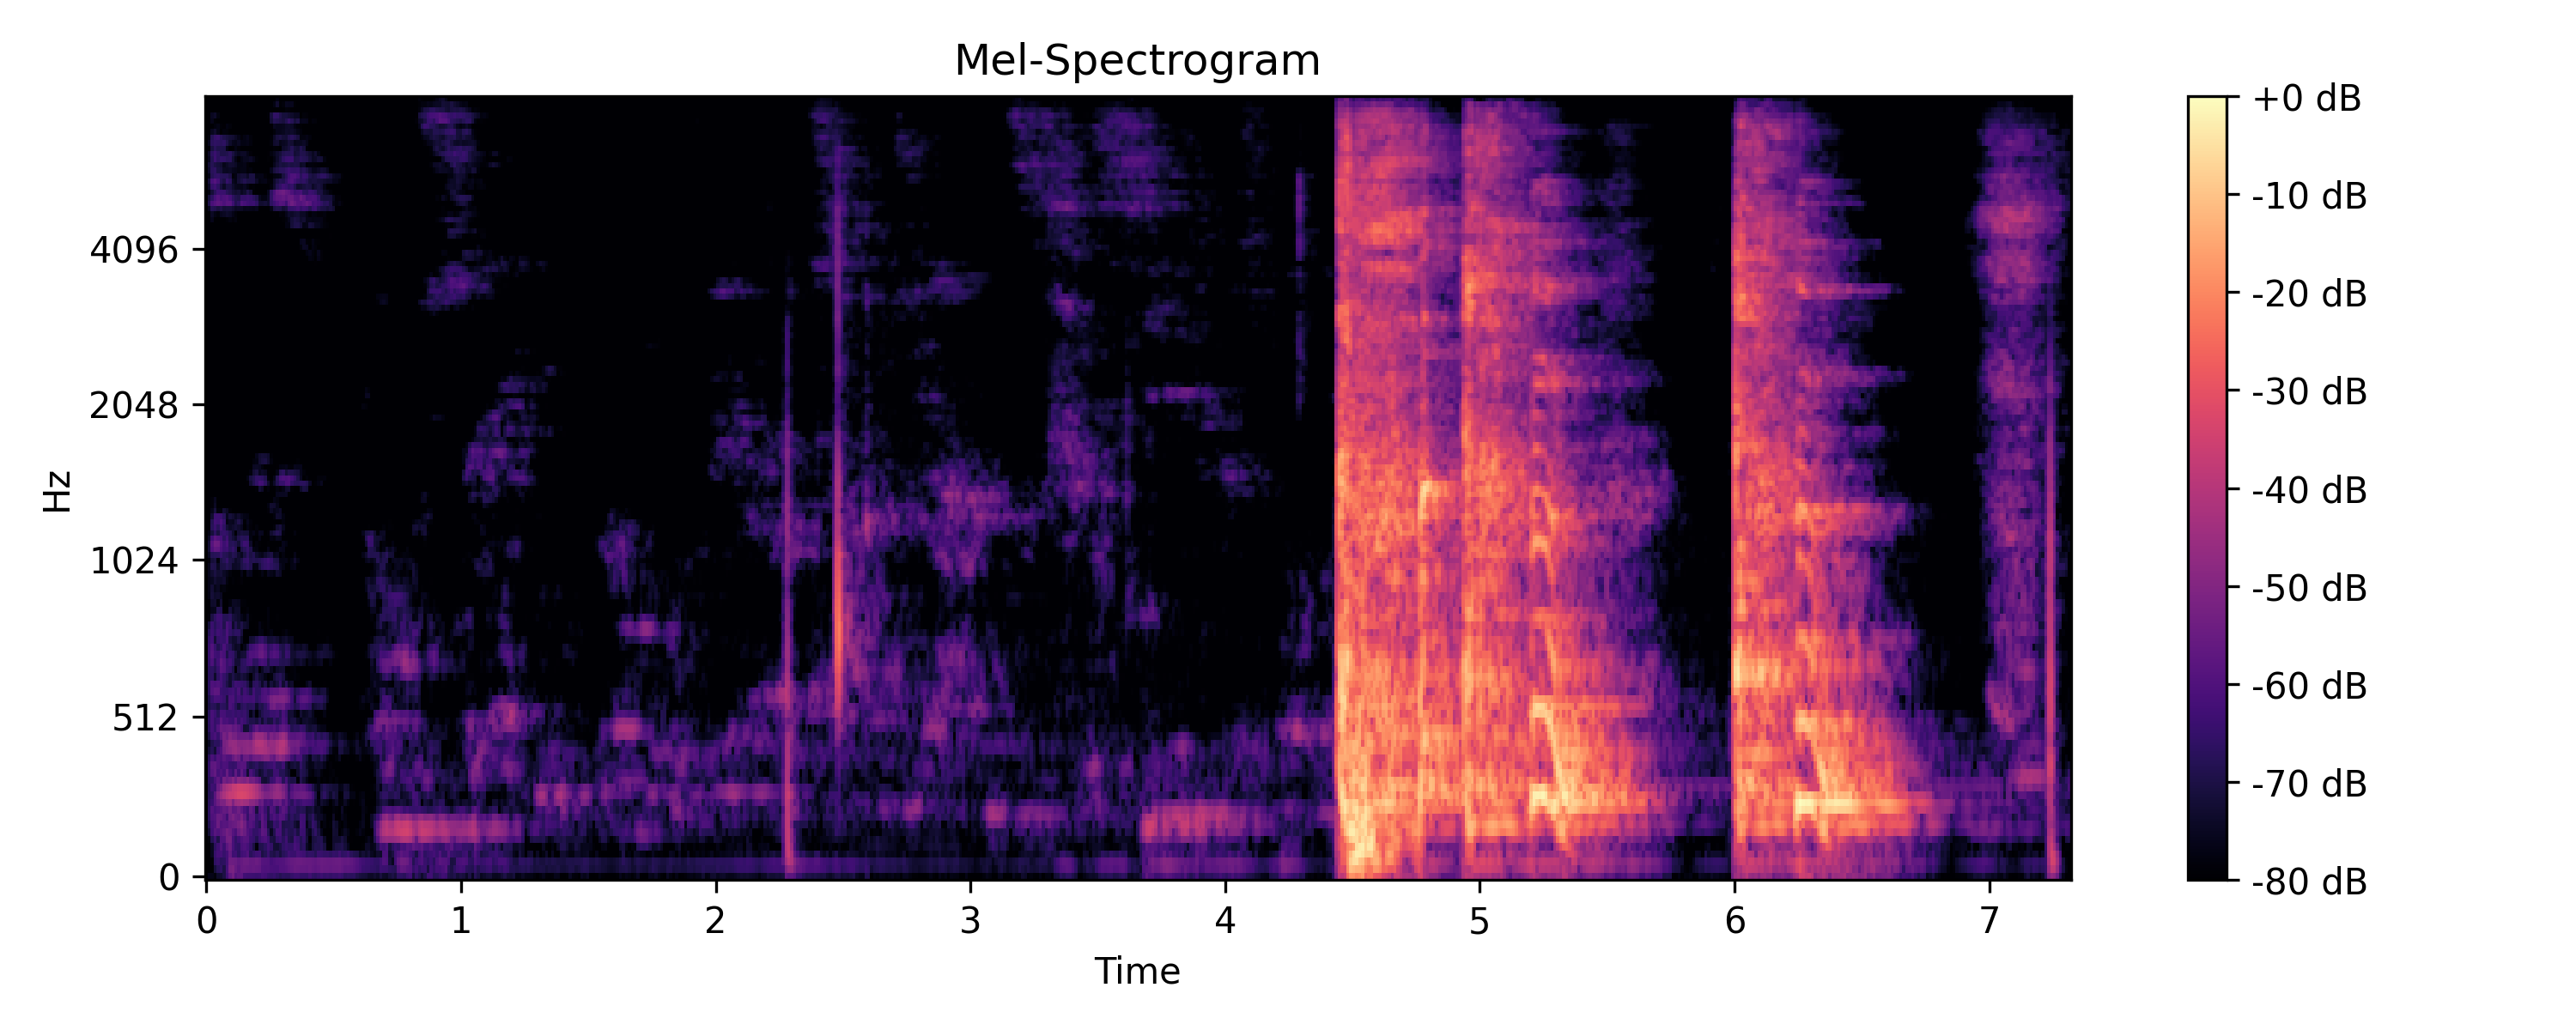 Mel-Spectrogram
+0 dB
-10 dB
-20 dB
-30 dB
-40 dB
-50 dB
-60 dB
-70 dB
-80 dB
Hz
4096
2048
1024
512
0
0 1 2 3 4 5 6 7
Time